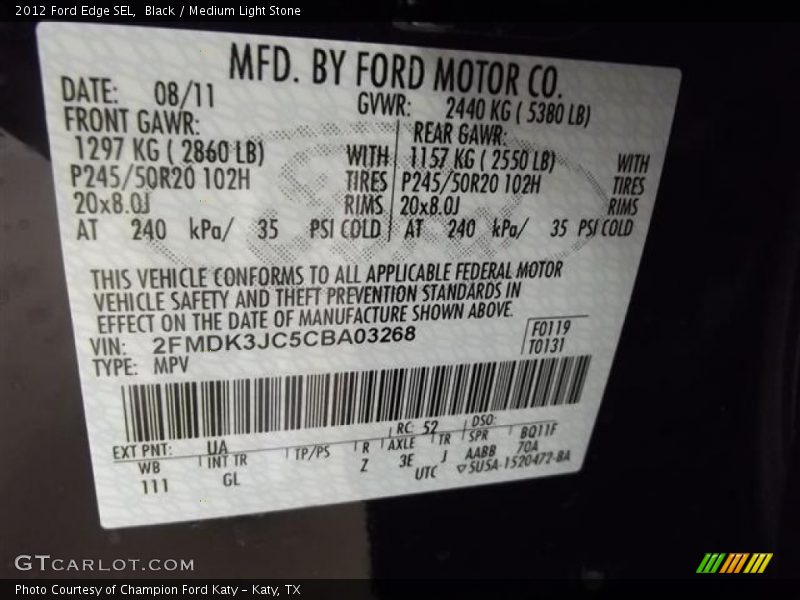 2012 Ford Edge SEL,  Black / Medium Light Stone
MFD. BY FORD MOTOR CO.
DATE: 08/11 GVWR: 2440 KG ( 5380 LB)
FRONT GAWR: REAR GAWR:
1297 KG ( 2860 LB) WITH 1157 KG ( 2550 LB) WITH
P245/50R20 102H TIRES P245/50R20 102H TIRES
20x8.0J RIMS 20x8.0J RIMS
AT 240 kPa/ 35 PSI COLD AT 240 kPa/ 35 PSI COLD
THIS VEHICLE CONFORMS TO ALL APPLICABLE FEDERAL MOTOR
VEHICLE SAFETY AND THEFT PREVENTION STANDARDS IN
EFFECT ON THE DATE OF MANUFACTURE SHOWN ABOVE.
VIN: 2FMDK3JC5CBA03268 F0119
TYPE: MPV T0131
EXT PNT: UA RC: 52 DSO:
WB INT TR TP/PS R AXLE TR SPR BQ11F
111 GL Z 3E J AABB 70A
UTC ▽5U5A-1520472-BA
GTCARLOT.COM
Photo Courtesy of Champion Ford Katy - Katy, TX